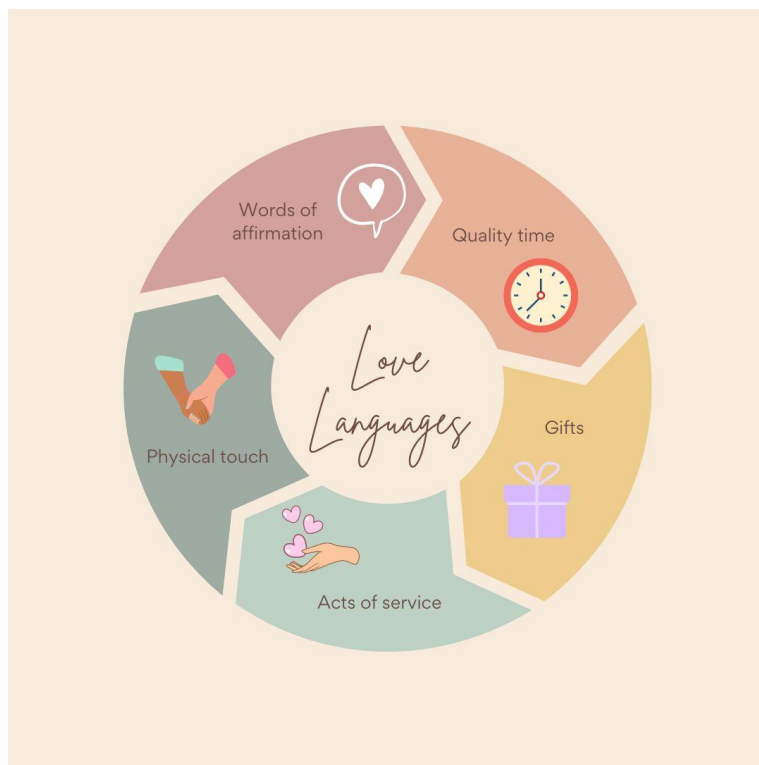 Love
Languages
Words of
affirmation
Quality time
Gifts
Acts of service
Physical touch